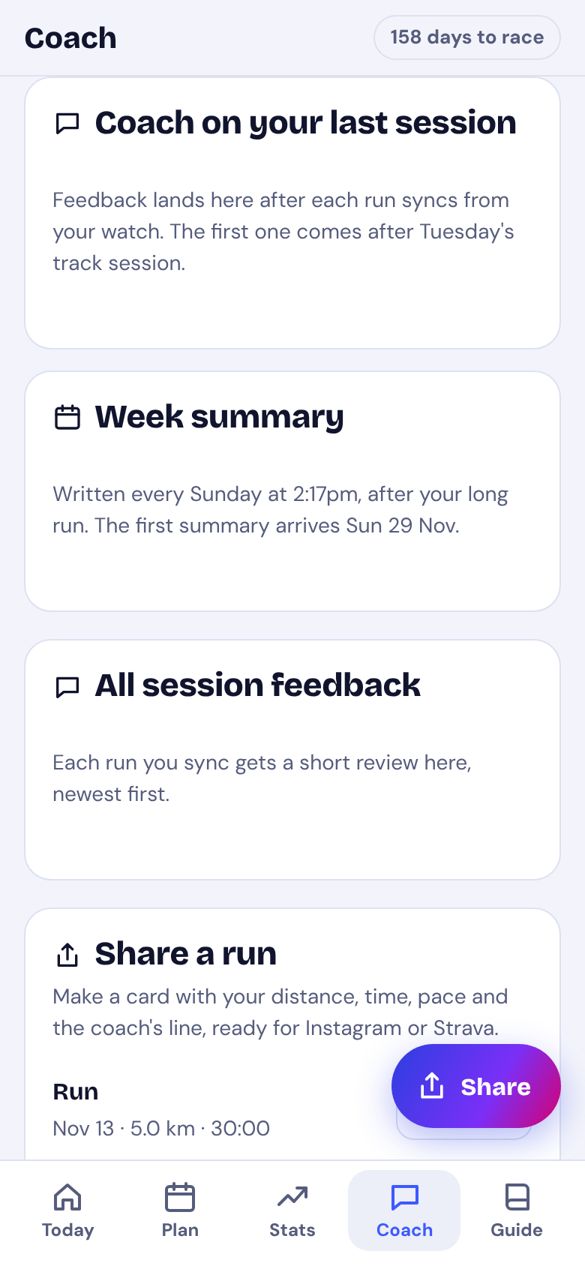 Coach
158 days to race
Coach on your last session
Feedback lands here after each run syncs from
your watch. The first one comes after Tuesday's
track session.
Week summary
Written every Sunday at 2:17pm, after your long
run. The first summary arrives Sun 29 Nov.
All session feedback
Each run you sync gets a short review here,
newest first.
Share a run
Make a card with your distance, time, pace and
the coach's line, ready for Instagram or Strava.
Run
Nov 13 · 5.0 km · 30:00
Share
Today
Plan
Stats
Coach
Guide